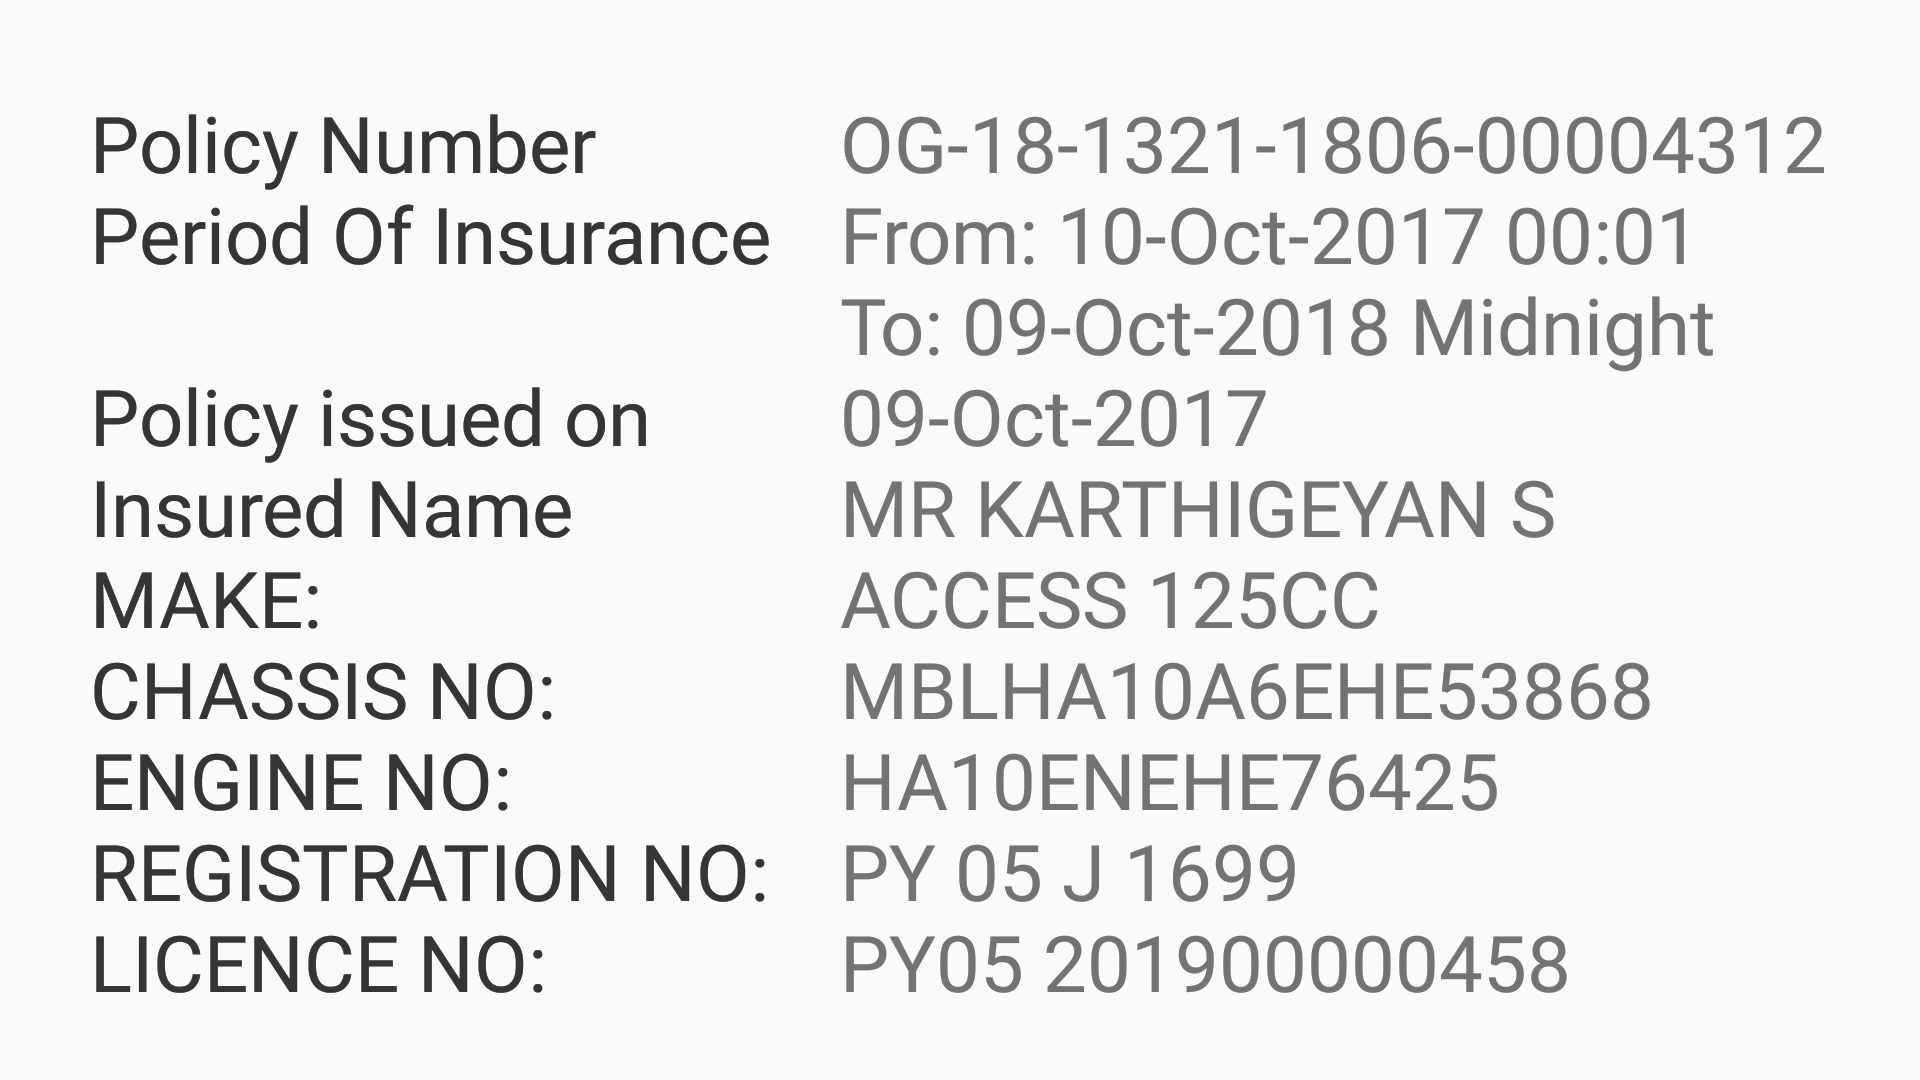 Policy Number OG-18-1321-1806-00004312
Period Of Insurance From: 10-Oct-2017 00:01
To: 09-Oct-2018 Midnight
Policy issued on 09-Oct-2017
Insured Name MR KARTHIGEYAN S
MAKE: ACCESS 125CC
CHASSIS NO: MBLHA10A6EHE53868
ENGINE NO: HA10ENEHE76425
REGISTRATION NO: PY 05 J 1699
LICENCE NO: PY05 201900000458